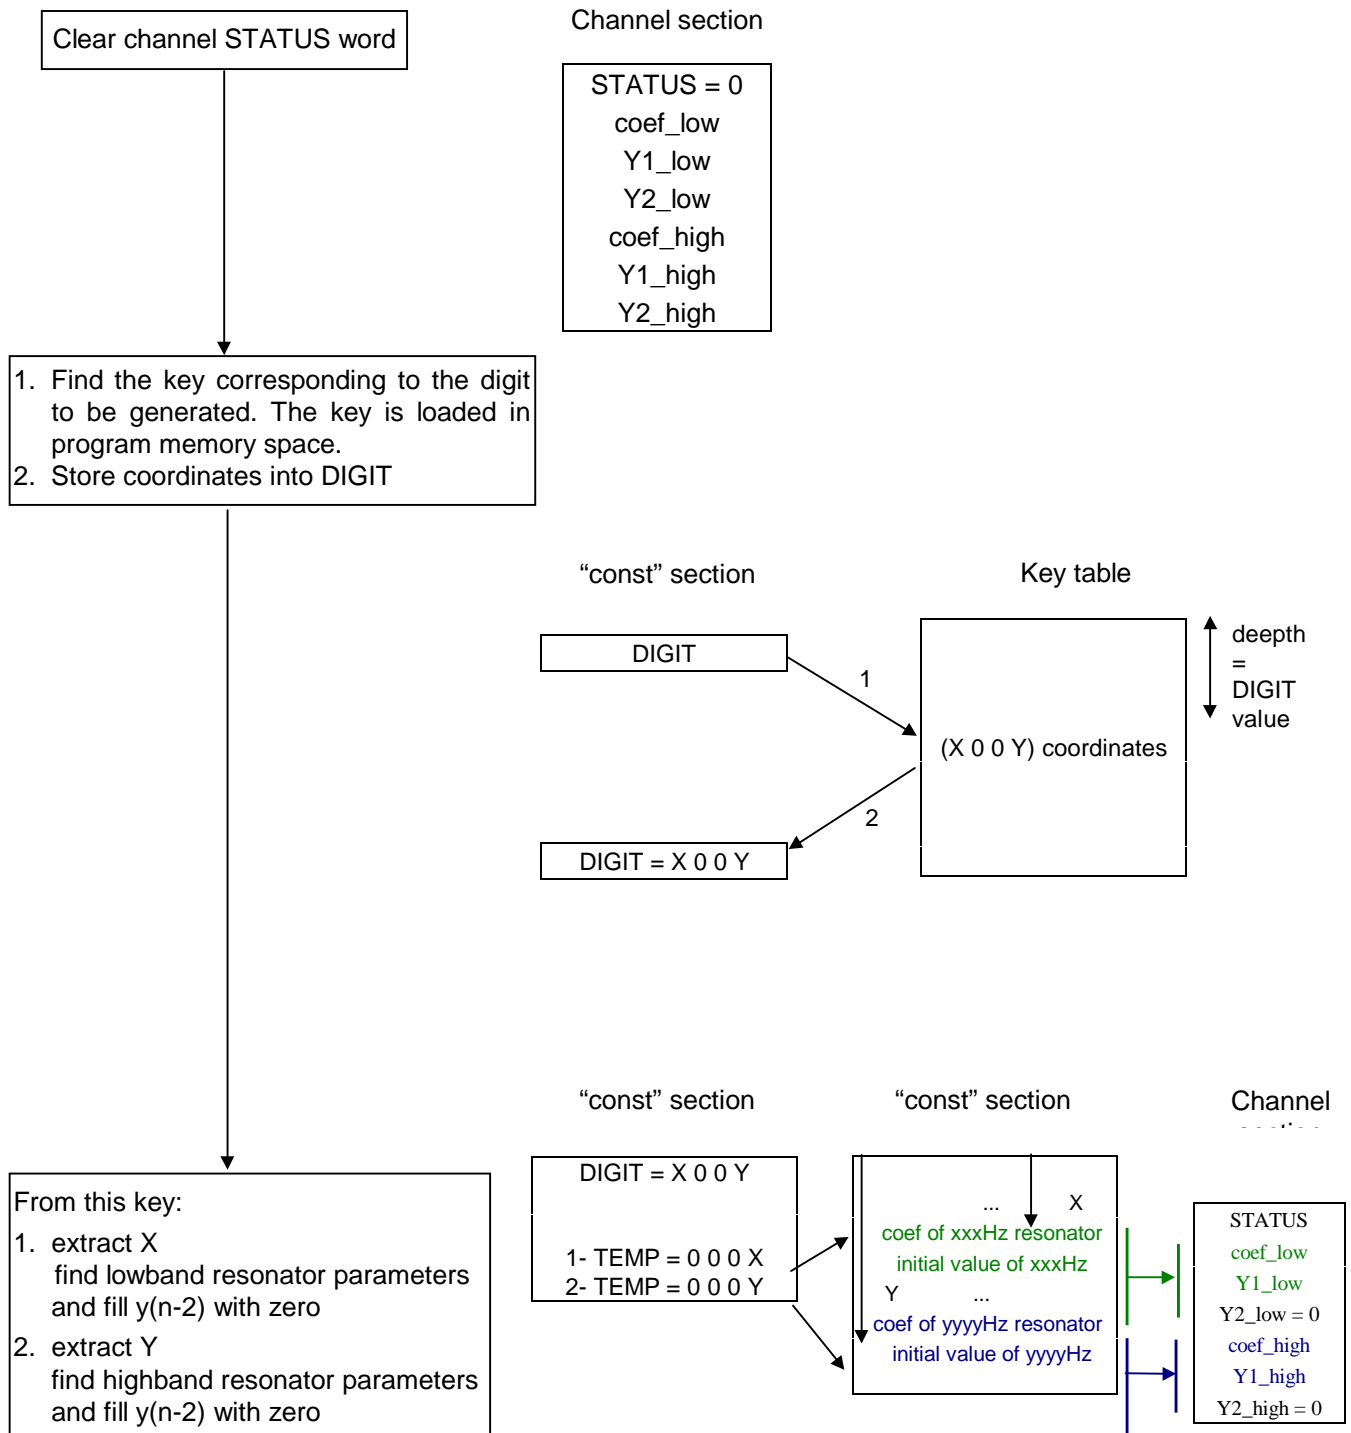 Channel section
Clear channel STATUS word
STATUS = 0
coef_low
Y1_low
Y2_low
coef_high
Y1_high
Y2_high
1. Find the key corresponding to the digit
to be generated. The key is loaded in
program memory space.
2. Store coordinates into DIGIT
“const” section
Key table
DIGIT
1
(X 0 0 Y) coordinates
2
DIGIT = X 0 0 Y
deepth
=
DIGIT
value
“const” section
“const” section
Channel
From this key:
1. extract X
find lowband resonator parameters
and fill y(n-2) with zero
2. extract Y
find highband resonator parameters
and fill y(n-2) with zero
DIGIT = X 0 0 Y
1- TEMP = 0 0 0 X
2- TEMP = 0 0 0 Y
... X
coef of xxxHz resonator
initial value of xxxHz
Y ...
coef of yyyyHz resonator
initial value of yyyyHz
STATUS
coef_low
Y1_low
Y2_low = 0
coef_high
Y1_high
Y2_high = 0